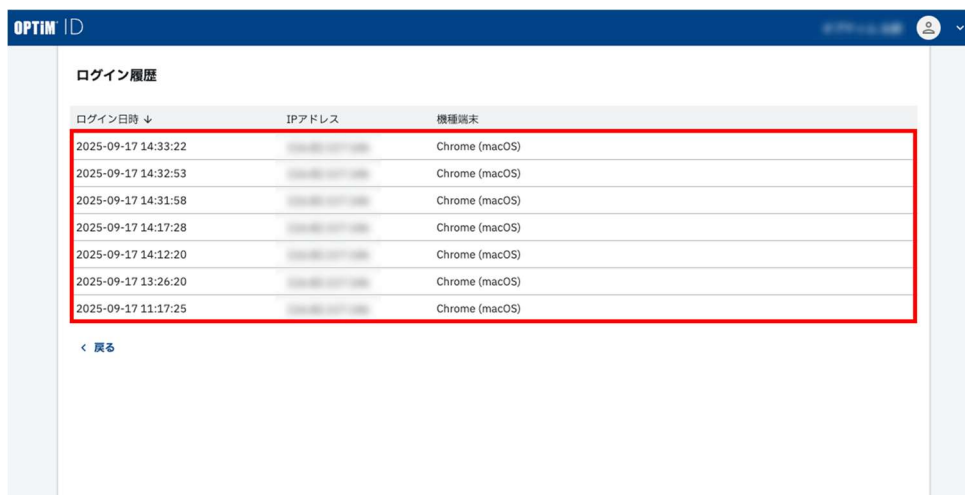 OPTiM ID
ログイン履歴
ログイン日時 ↓ IPアドレス 機種端末
2025-09-17 14:33:22 Chrome (macOS)
2025-09-17 14:32:53 Chrome (macOS)
2025-09-17 14:31:58 Chrome (macOS)
2025-09-17 14:17:28 Chrome (macOS)
2025-09-17 14:12:20 Chrome (macOS)
2025-09-17 13:26:20 Chrome (macOS)
2025-09-17 11:17:25 Chrome (macOS)
< 戻る